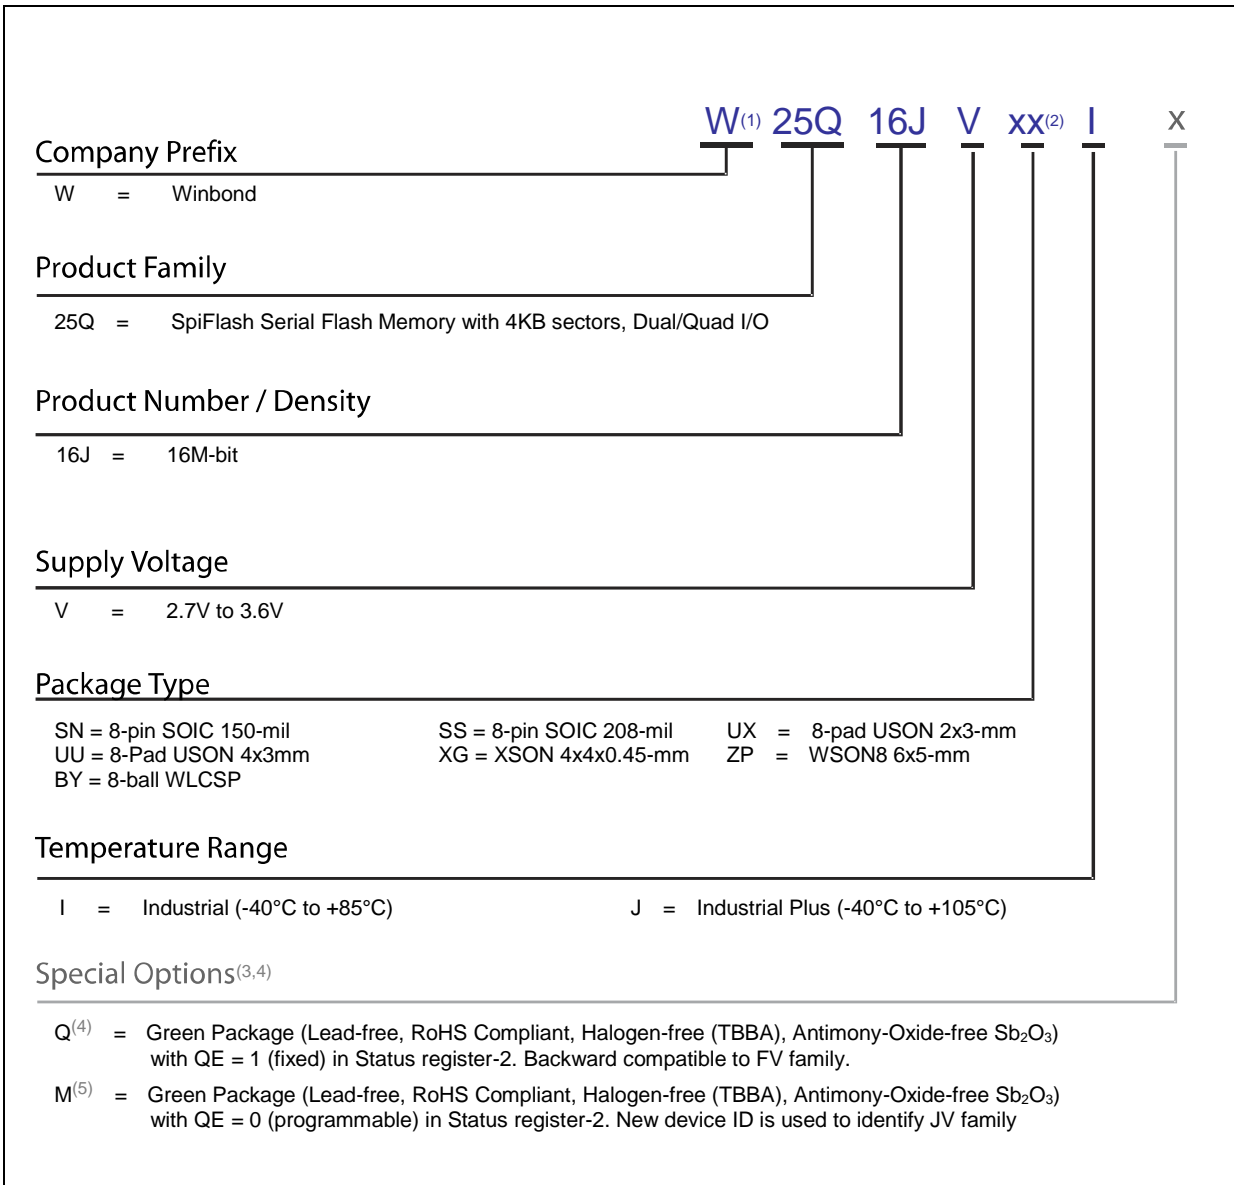 W(1) 25Q 16J V xx(2) I x
Company Prefix
W = Winbond
Product Family
25Q = SpiFlash Serial Flash Memory with 4KB sectors, Dual/Quad I/O
Product Number / Density
16J = 16M-bit
Supply Voltage
V = 2.7V to 3.6V
Package Type
SN = 8-pin SOIC 150-mil SS = 8-pin SOIC 208-mil UX = 8-pad USON 2x3-mm
UU = 8-Pad USON 4x3mm XG = XSON 4x4x0.45-mm ZP = WSON8 6x5-mm
BY = 8-ball WLCSP
Temperature Range
I = Industrial (-40°C to +85°C) J = Industrial Plus (-40°C to +105°C)
Special Options(3,4)
Q(4) = Green Package (Lead-free, RoHS Compliant, Halogen-free (TBBA), Antimony-Oxide-free Sb₂O₃)
with QE = 1 (fixed) in Status register-2. Backward compatible to FV family.
M(5) = Green Package (Lead-free, RoHS Compliant, Halogen-free (TBBA), Antimony-Oxide-free Sb₂O₃)
with QE = 0 (programmable) in Status register-2. New device ID is used to identify JV family